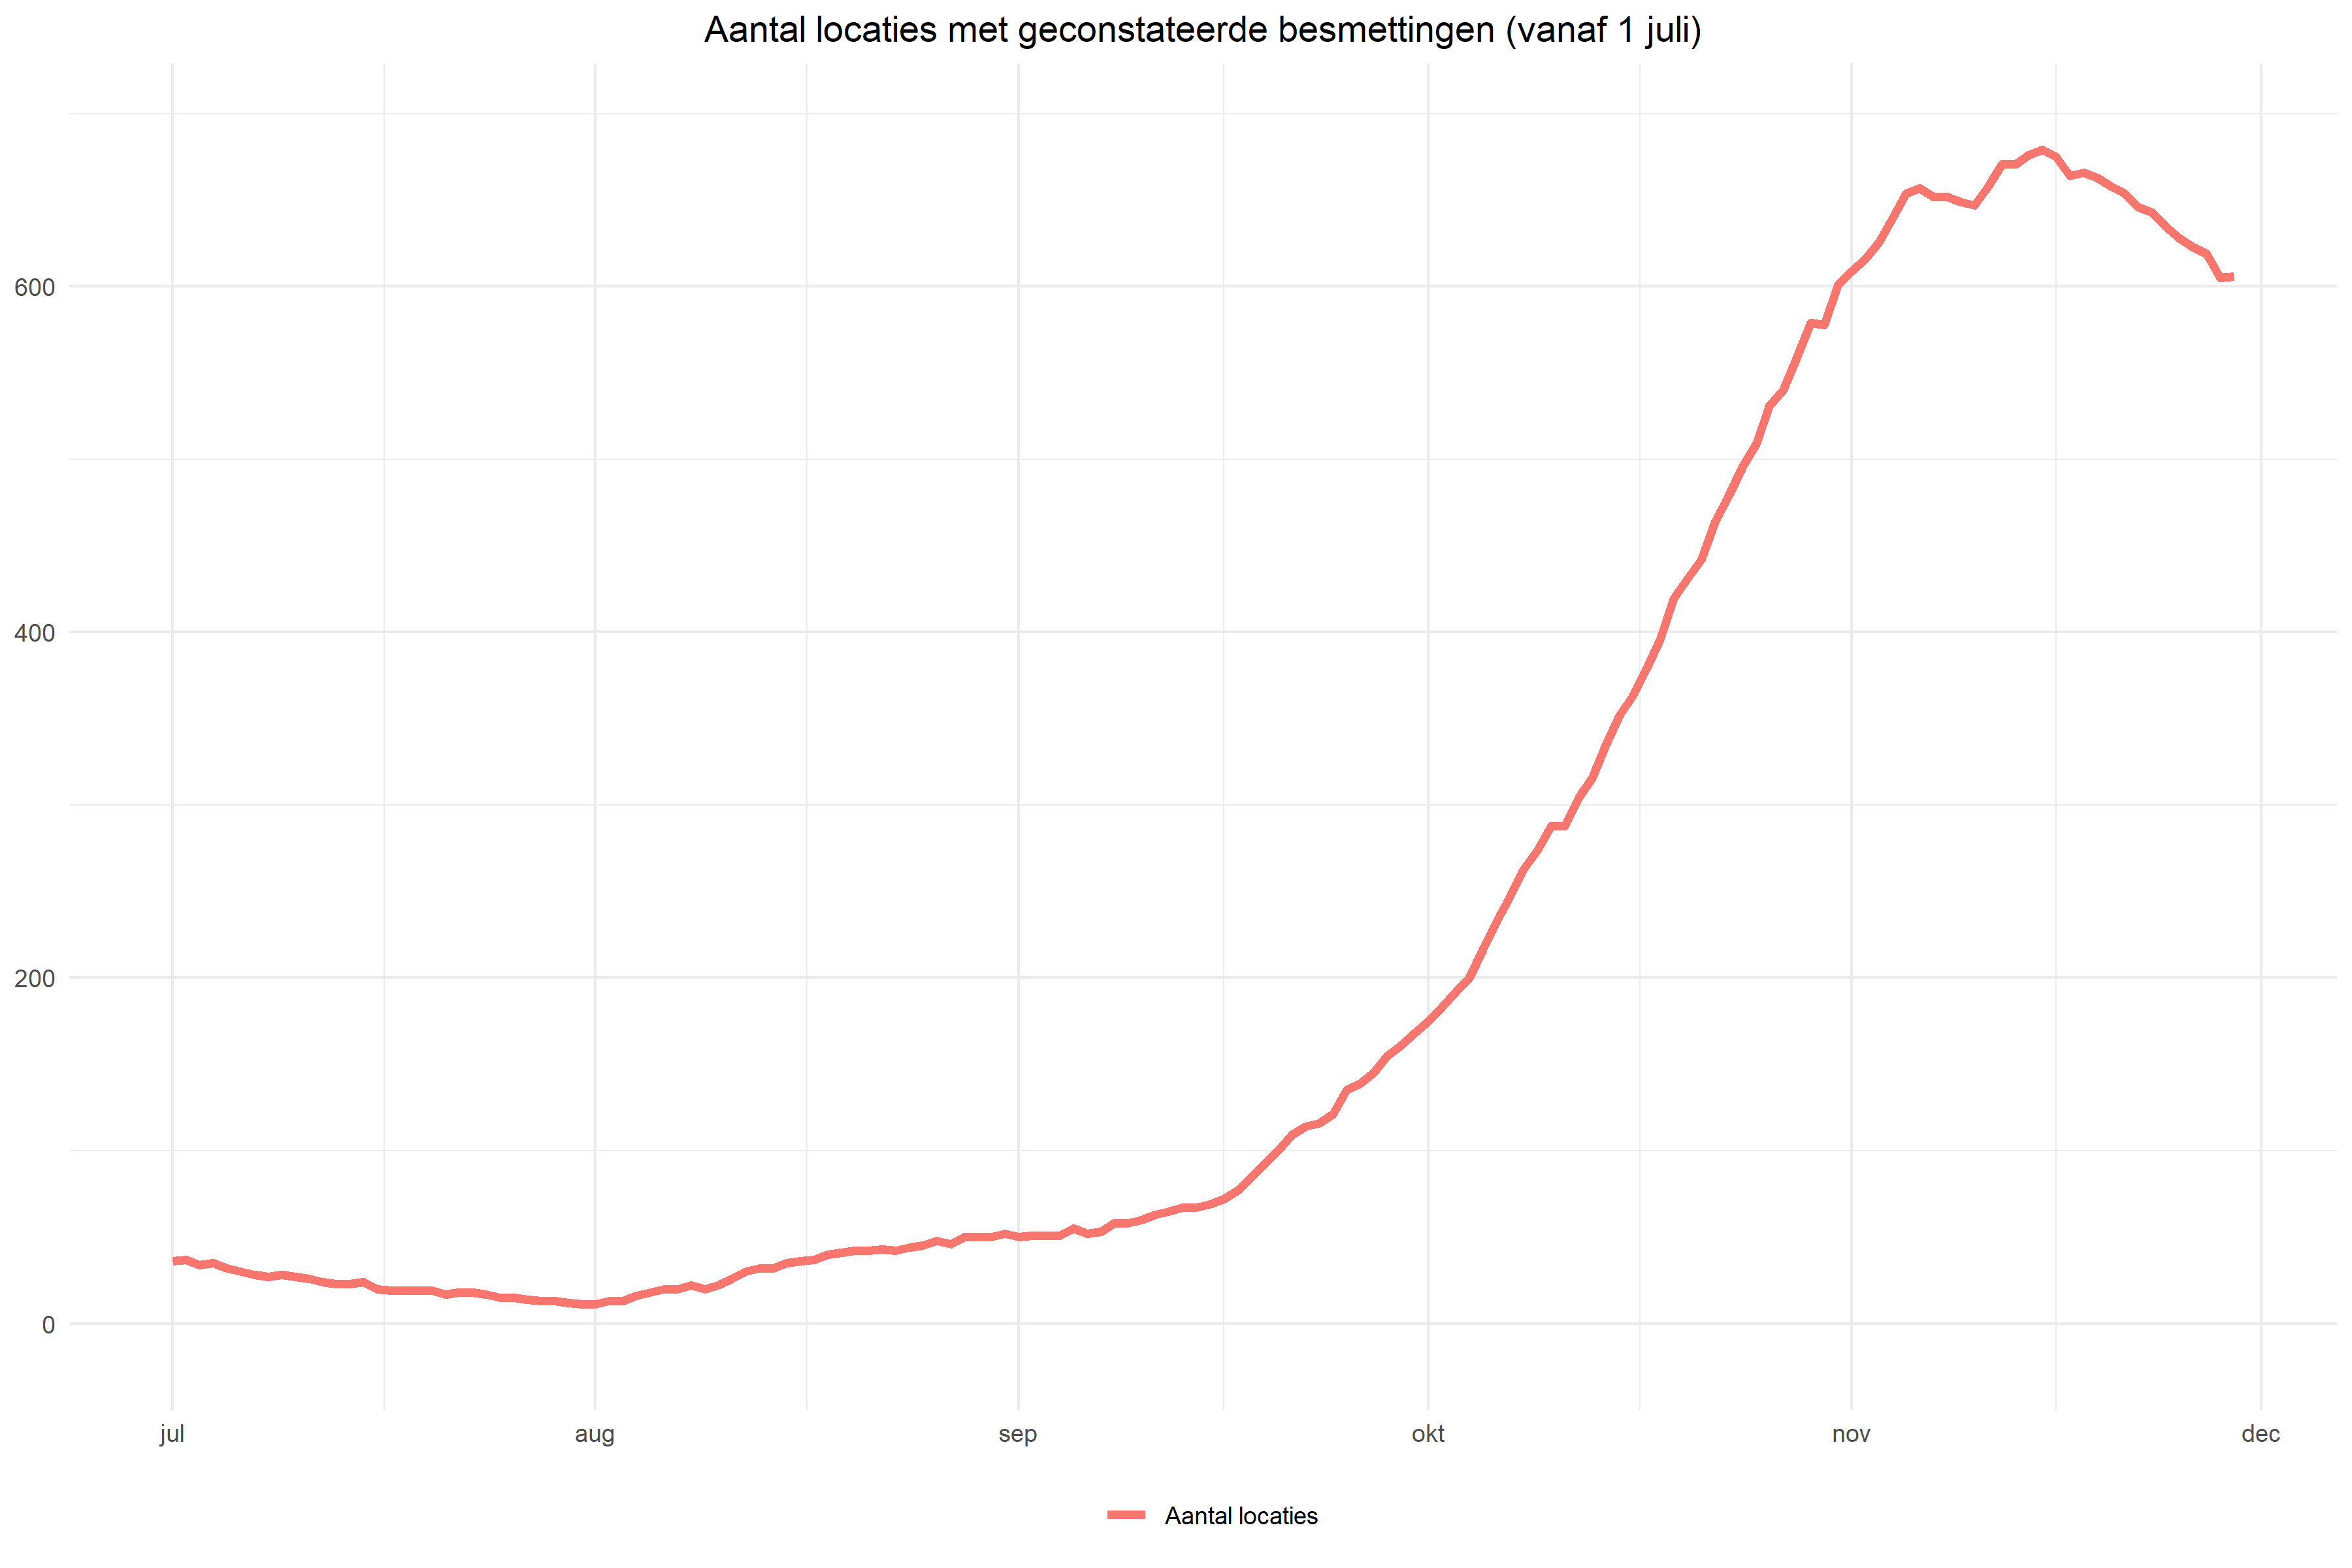 Aantal locaties met geconstateerde besmettingen (vanaf 1 juli)
600
400
200
0
jul aug sep okt nov dec
Aantal locaties